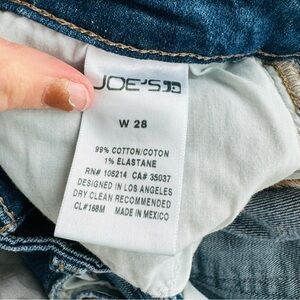 JOE'S
W 28
99% COTTON/COTON
1% ELASTANE
RN# 106214 CA# 35037
DESIGNED IN LOS ANGELES
DRY CLEAN RECOMMENDED
CL#168M MADE IN MEXICO